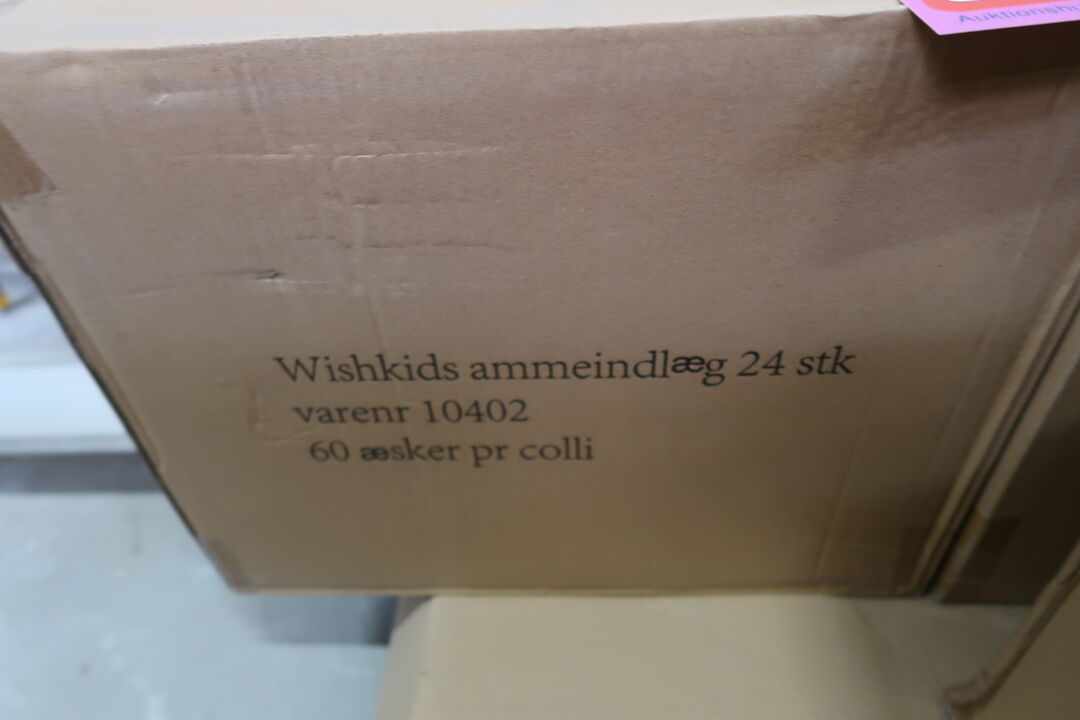 Wishkids ammeindlæg 24 stk
varenr 10402
60 æsker pr colli